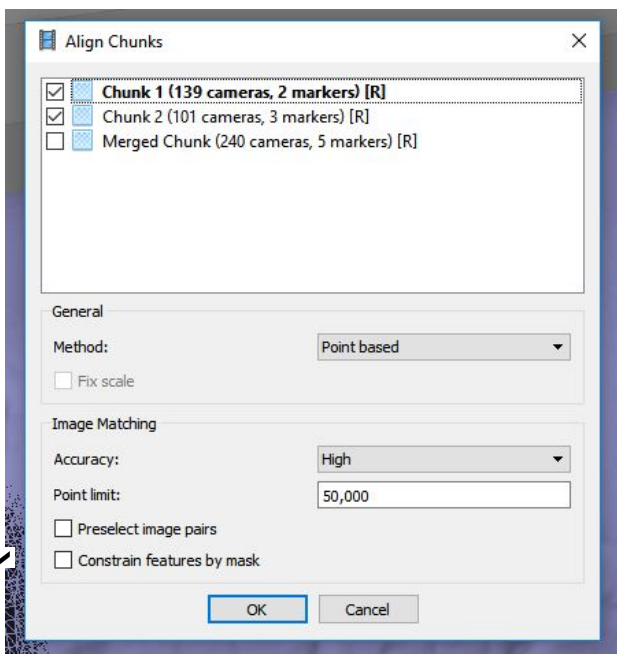 Align Chunks
Chunk 1 (139 cameras, 2 markers) [R]
Chunk 2 (101 cameras, 3 markers) [R]
Merged Chunk (240 cameras, 5 markers) [R]
General
Method: Point based
Fix scale
Image Matching
Accuracy: High
Point limit: 50,000
Preselect image pairs
Constrain features by mask
OK Cancel